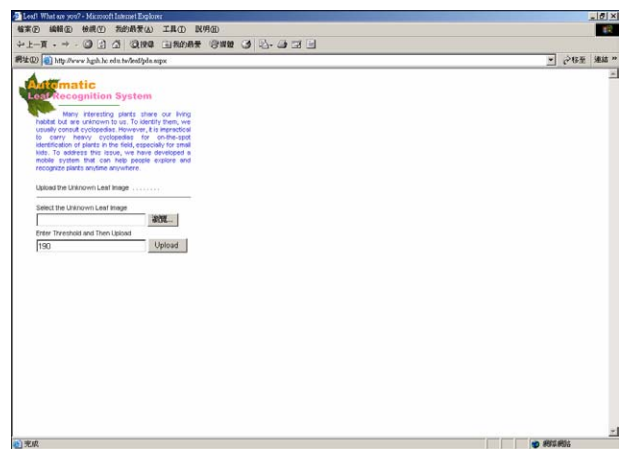 Leaf! What are you? - Microsoft Internet Explorer
檔案(F) 編輯(E) 檢視(V) 我的最愛(A) 工具(T) 說明(H)
上一頁 搜尋 我的最愛 媒體
網址(D) http://www.hgsh.hc.edu.tw/leaf/pda.aspx 移至 連結 »
Automatic
Leaf Recognition System
Many interesting plants share our living
habitat but are unknown to us. To identify them, we
usually consult cyclopedias. However, it is impractical
to carry heavy cyclopedias for on-the-spot
identification of plants in the field, especially for small
kids. To address this issue, we have developed a
mobile system that can help people explore and
recognize plants anytime anywhere.
Upload the Unknown Leaf Image ........
Select the Unknown Leaf Image
瀏覽...
Enter Threshold and Then Upload
190 Upload
完成 網際網路